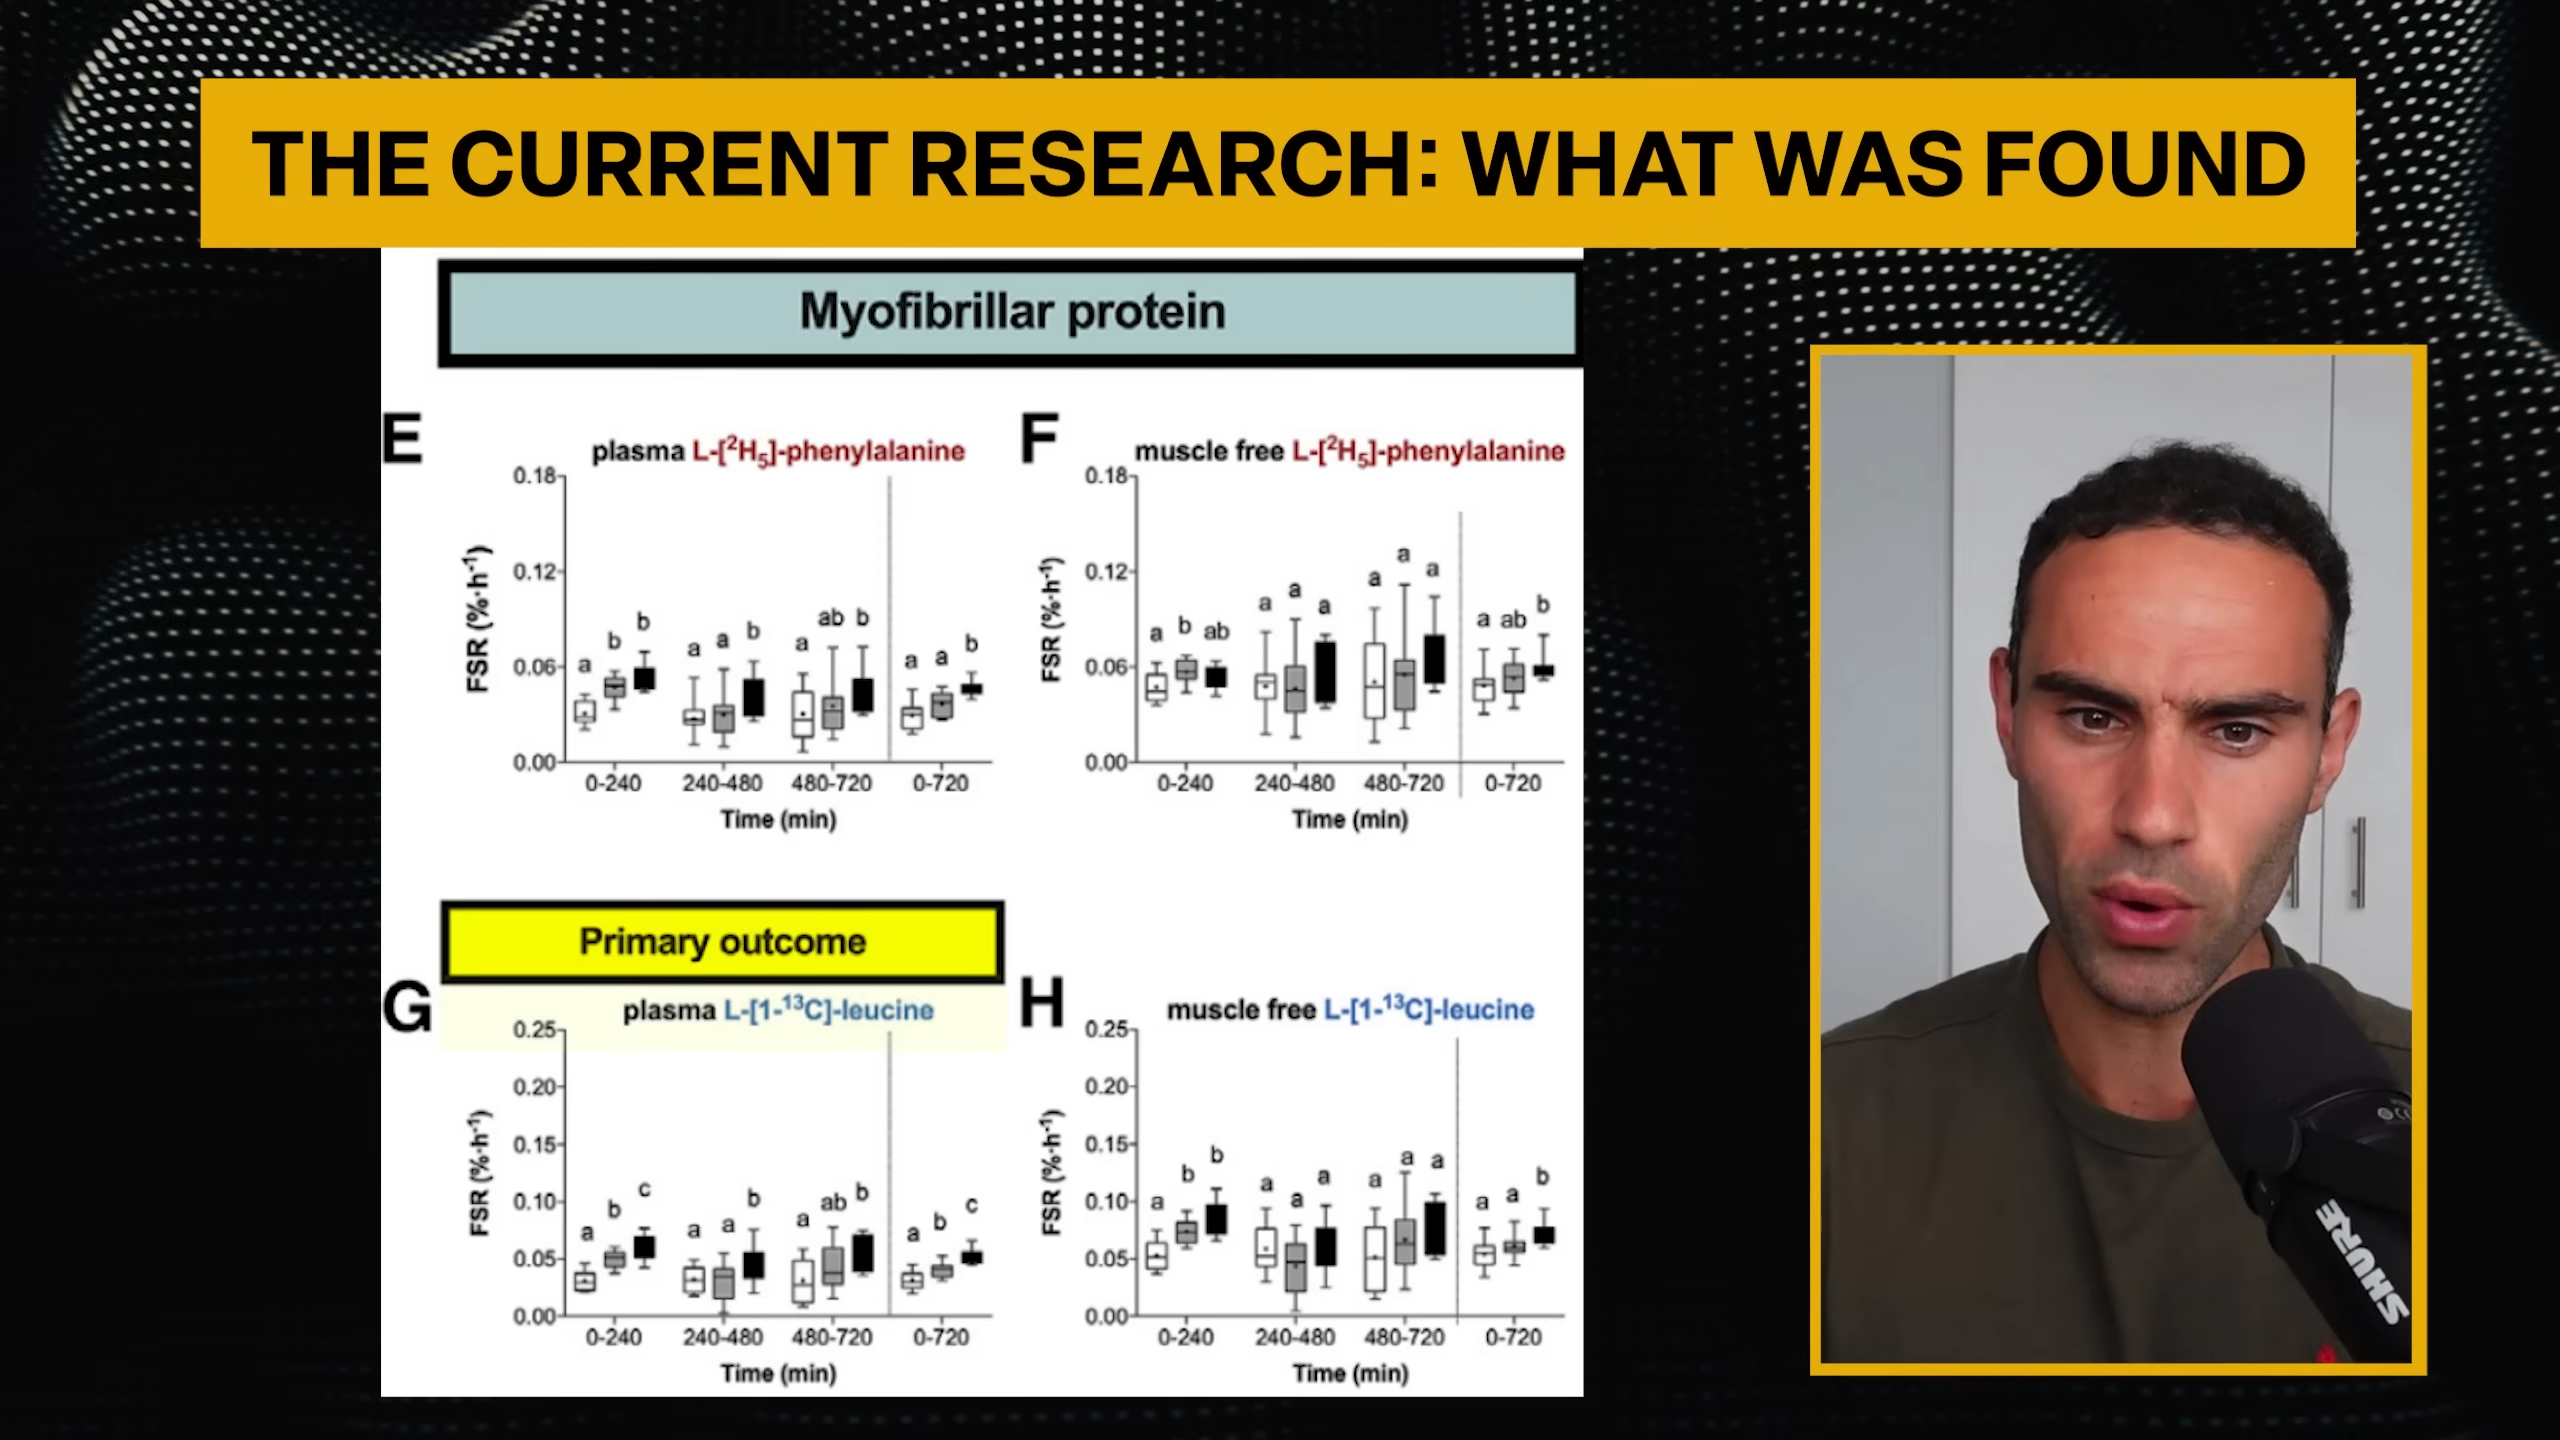 THE CURRENT RESEARCH: WHAT WAS FOUND
Myofibrillar protein
E
plasma L-[²H₅]-phenylalanine
0.18
0.12
0.06
0.00
FSR (%·h⁻¹)
a b b
a a b
a ab b
a a b
0-240 240-480 480-720 0-720
Time (min)
F
muscle free L-[²H₅]-phenylalanine
0.18
0.12
0.06
0.00
FSR (%·h⁻¹)
a b ab
a a a
a a a
a ab b
0-240 240-480 480-720 0-720
Time (min)
Primary outcome
G
plasma L-[1-¹³C]-leucine
0.25
0.20
0.15
0.10
0.05
0.00
FSR (%·h⁻¹)
a b c
a a b
a ab b
a b c
0-240 240-480 480-720 0-720
Time (min)
H
muscle free L-[1-¹³C]-leucine
0.25
0.20
0.15
0.10
0.05
0.00
FSR (%·h⁻¹)
a b b
a a a
a a a
a a b
0-240 240-480 480-720 0-720
Time (min)
SHURE